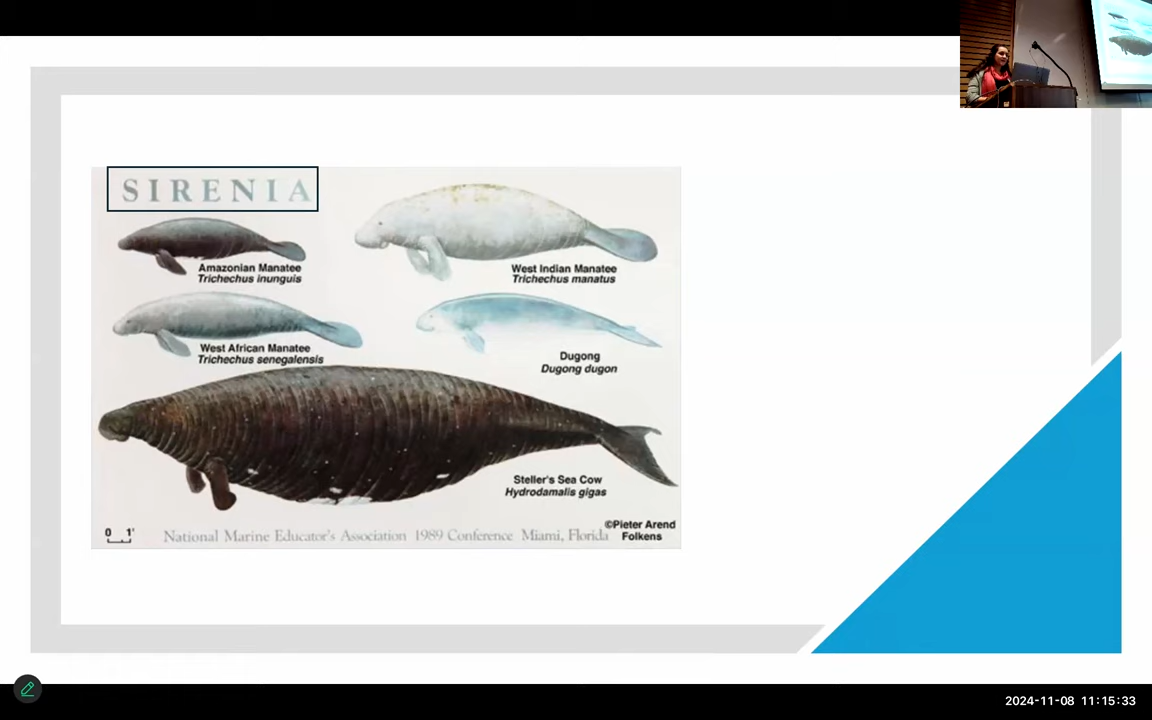 SIRENIA
Amazonian Manatee
Trichechus inunguis
West Indian Manatee
Trichechus manatus
West African Manatee
Trichechus senegalensis
Dugong
Dugong dugon
Steller's Sea Cow
Hydrodamalis gigas
0 1'
National Marine Educator's Association 1989 Conference Miami, Florida
©Pieter Arend
Folkens
2024-11-08 11:15:33